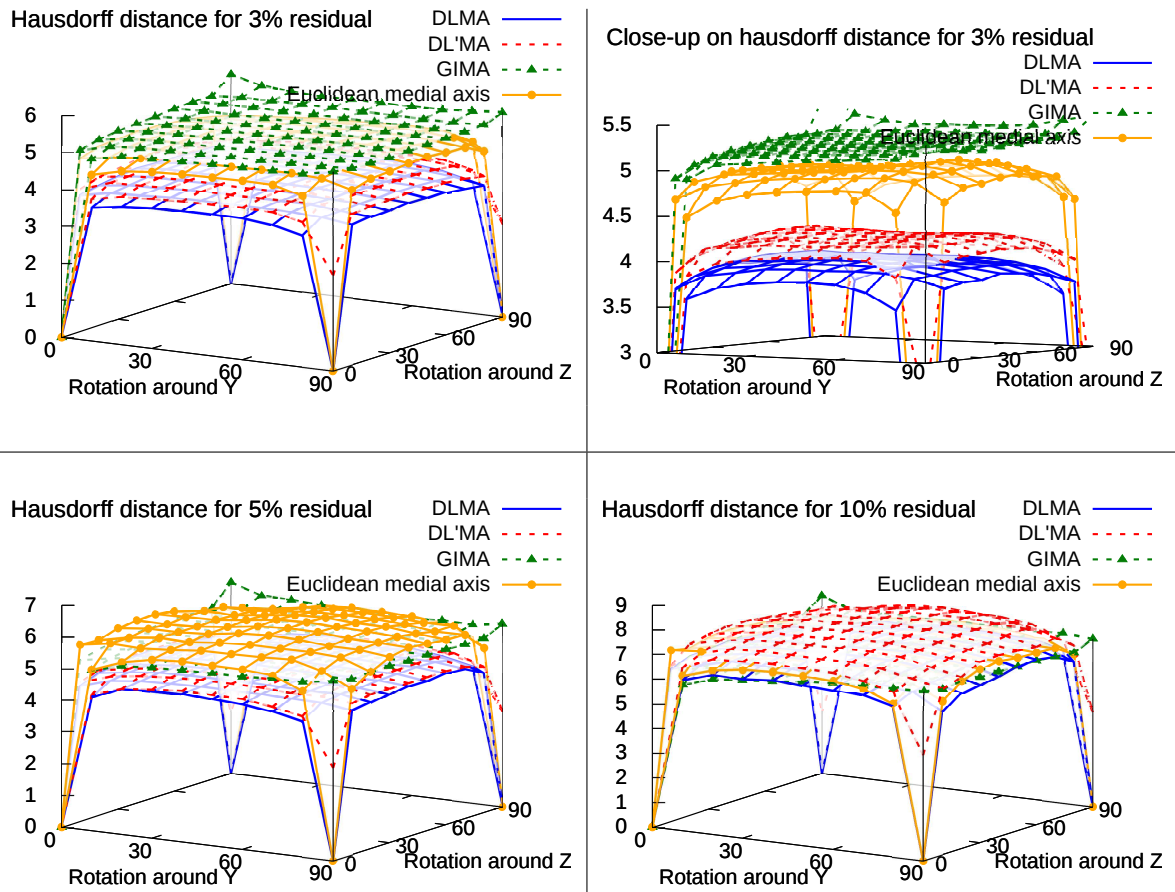 Hausdorff distance for 3% residual
DLMA
DL'MA
GIMA
Euclidean medial axis
6
5
4
3
2
1
0
0
30
60
90
Rotation around Y
0
30
60
90
Rotation around Z
Close-up on hausdorff distance for 3% residual
DLMA
DL'MA
GIMA
Euclidean medial axis
5.5
5
4.5
4
3.5
3
0
30
60
90
Rotation around Y
0
30
60
90
Rotation around Z
Hausdorff distance for 5% residual
DLMA
DL'MA
GIMA
Euclidean medial axis
7
6
5
4
3
2
1
0
0
30
60
90
Rotation around Y
0
30
60
90
Rotation around Z
Hausdorff distance for 10% residual
DLMA
DL'MA
GIMA
Euclidean medial axis
9
8
7
6
5
4
3
2
1
0
0
30
60
90
Rotation around Y
0
30
60
90
Rotation around Z